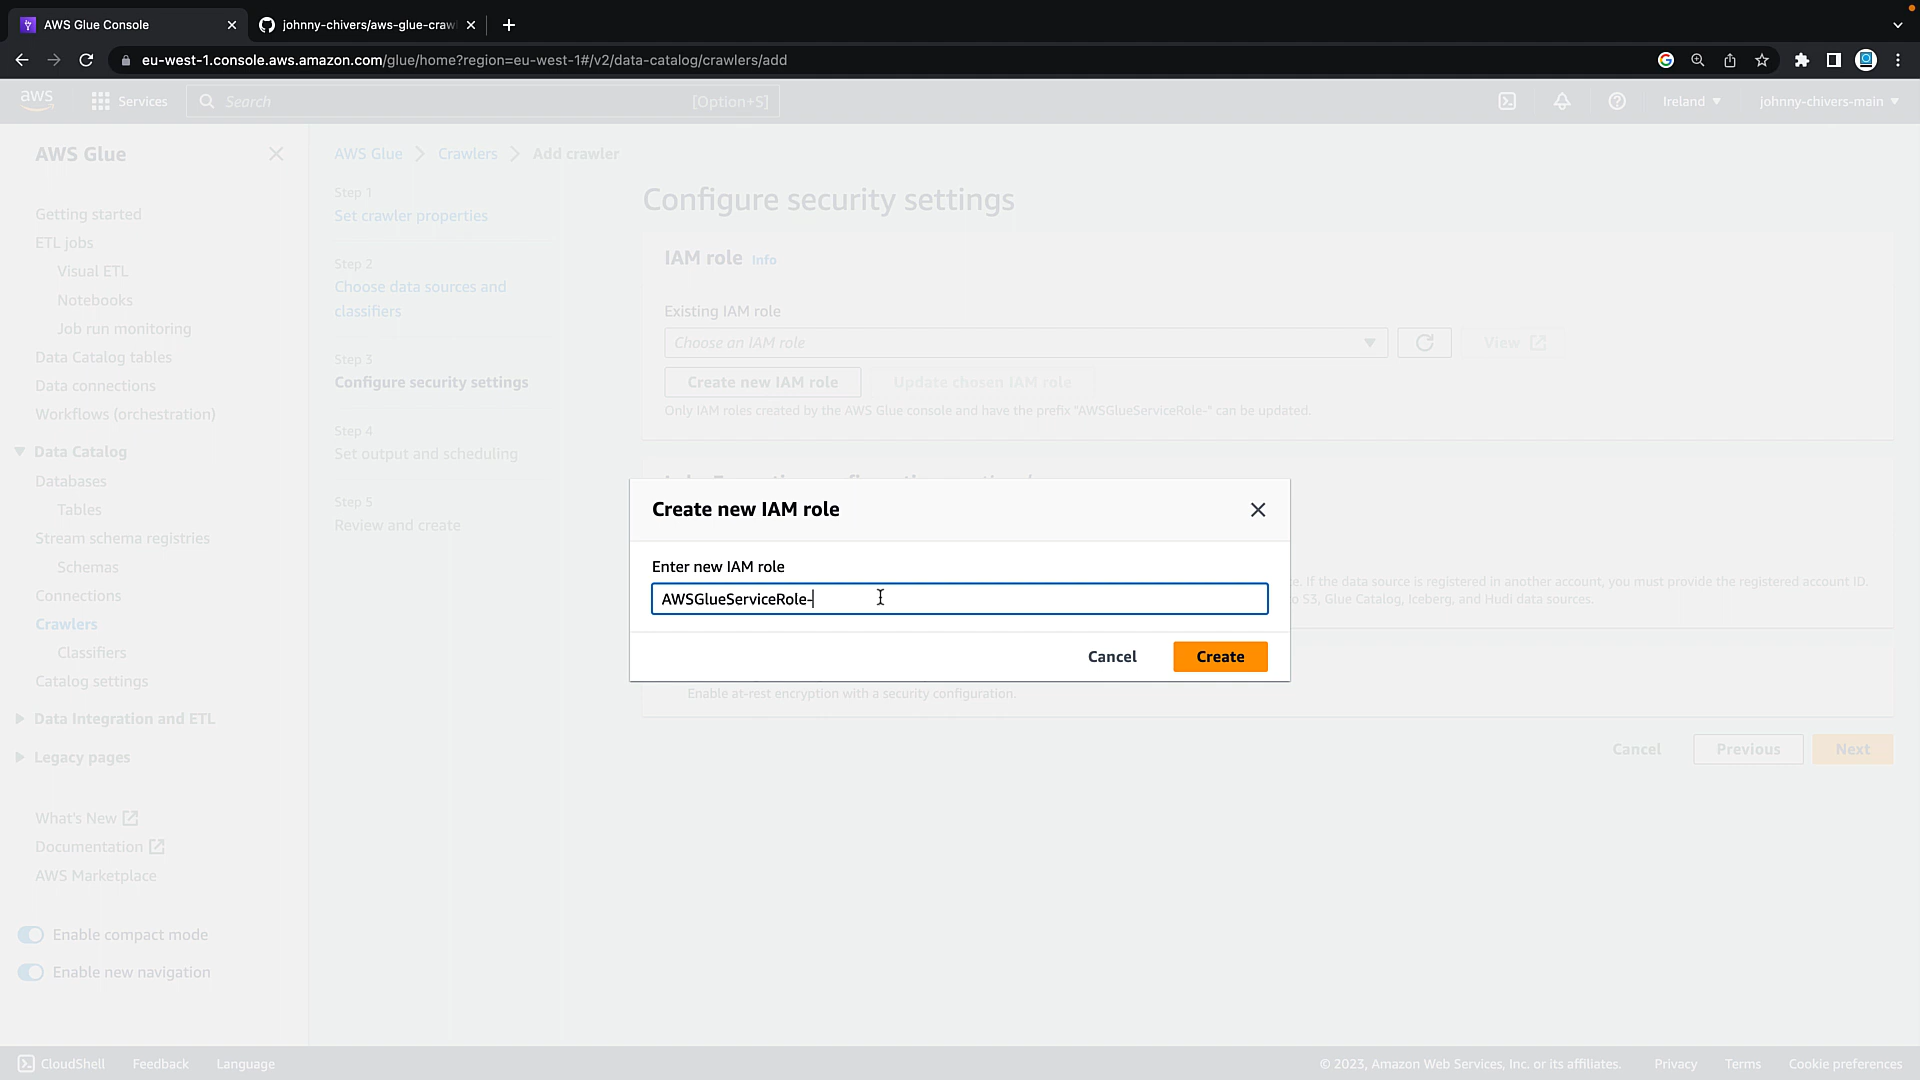 AWS Glue Console
johnny-chivers/aws-glue-craw
eu-west-1.console.aws.amazon.com/glue/home?region=eu-west-1#/v2/data-catalog/crawlers/add
aws
Services
Search
[Option+S]
Ireland
johnny-chivers-main
AWS Glue
Getting started
ETL jobs
Visual ETL
Notebooks
Job run monitoring
Data Catalog tables
Data connections
Workflows (orchestration)
Data Catalog
Databases
Tables
Stream schema registries
Schemas
Connections
Crawlers
Classifiers
Catalog settings
Data Integration and ETL
Legacy pages
What's New
Documentation
AWS Marketplace
Enable compact mode
Enable new navigation
AWS Glue
Crawlers
Add crawler
Step 1
Set crawler properties
Step 2
Choose data sources and
classifiers
Step 3
Configure security settings
Step 4
Set output and scheduling
Step 5
Review and create
Configure security settings
IAM role Info
Existing IAM role
Choose an IAM role
View
Create new IAM role
Update chosen IAM role
Only IAM roles created by the AWS Glue console and have the prefix "AWSGlueServiceRole-" can be updated.
Create new IAM role
Enter new IAM role
AWSGlueServiceRole-
Cancel
Create
If the data source is registered in another account, you must provide the registered account ID.
S3, Glue Catalog, Iceberg, and Hudi data sources.
Enable at-rest encryption with a security configuration.
Cancel
Previous
Next
CloudShell
Feedback
Language
© 2023, Amazon Web Services, Inc. or its affiliates.
Privacy
Terms
Cookie preferences